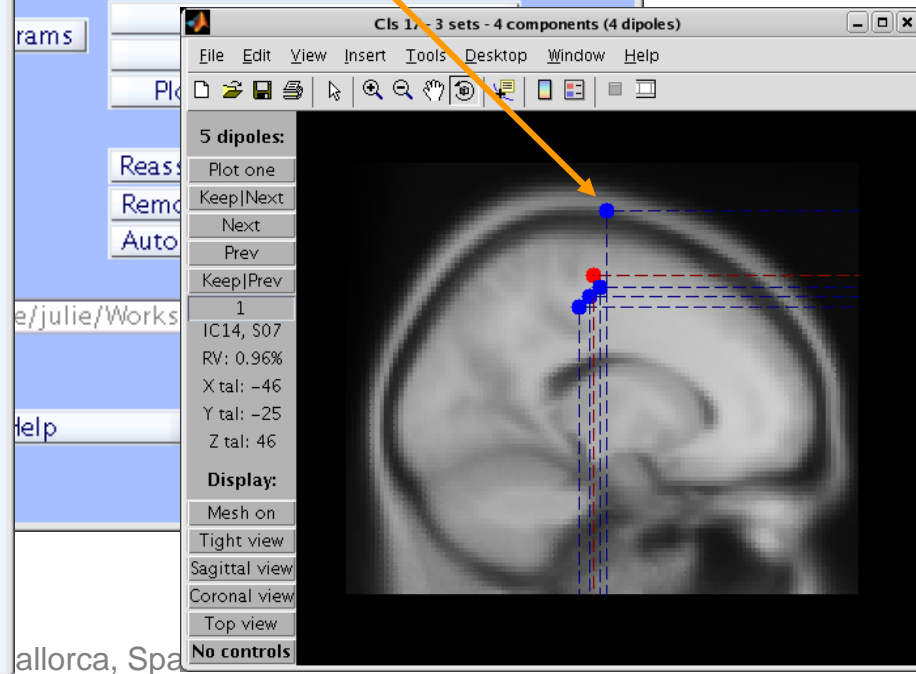 rams
Plo
Reass
Remo
Auto
e/julie/Works
Help
allorca, Spa
Cls 17 - 3 sets - 4 components (4 dipoles)
File Edit View Insert Tools Desktop Window Help
5 dipoles:
Plot one
Keep|Next
Next
Prev
Keep|Prev
1
IC14, S07
RV: 0.96%
X tal: -46
Y tal: -25
Z tal: 46
Display:
Mesh on
Tight view
Sagittal view
Coronal view
Top view
No controls